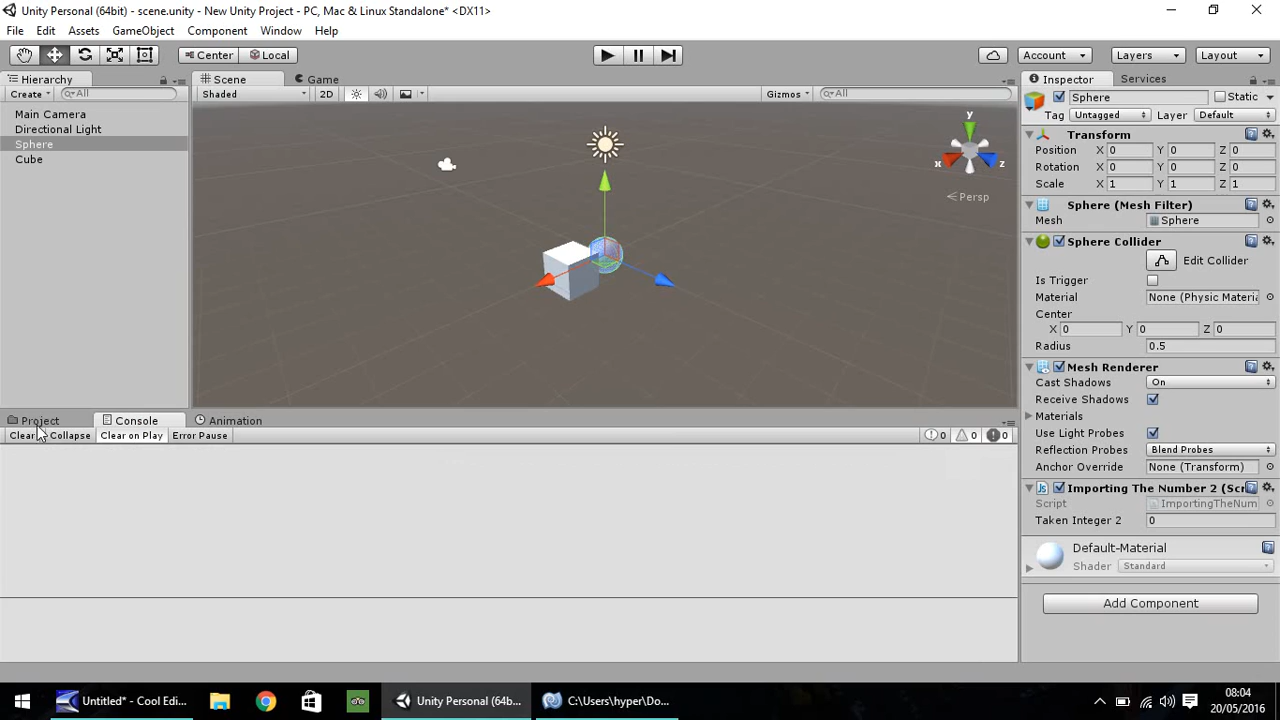 Unity Personal (64bit) - scene.unity - New Unity Project - PC, Mac & Linux Standalone* <DX11>
File Edit Assets GameObject Component Window Help
Center Local Account Layers Layout
Hierarchy Scene Game Inspector Services
Create All Shaded 2D Gizmos All Sphere Static
Main Camera
Directional Light
Sphere
Cube
y
x
z
Persp
Tag Untagged Layer Default
Transform
Position X 0 Y 0 Z 0
Rotation X 0 Y 0 Z 0
Scale X 1 Y 1 Z 1
Sphere (Mesh Filter)
Mesh Sphere
Sphere Collider
Edit Collider
Is Trigger
Material None (Physic Materia
Center
X 0 Y 0 Z 0
Radius 0.5
Mesh Renderer
Cast Shadows On
Receive Shadows
Materials
Use Light Probes
Reflection Probes Blend Probes
Anchor Override None (Transform)
Importing The Number 2 (Scr
Script ImportingTheNum
Taken Integer 2 0
Default-Material
Shader Standard
Add Component
Project Console Animation
Clear Collapse Clear on Play Error Pause 0 0 0
Untitled* - Cool Edi... Unity Personal (64b... C:\Users\hyper\Do... 08:04
20/05/2016